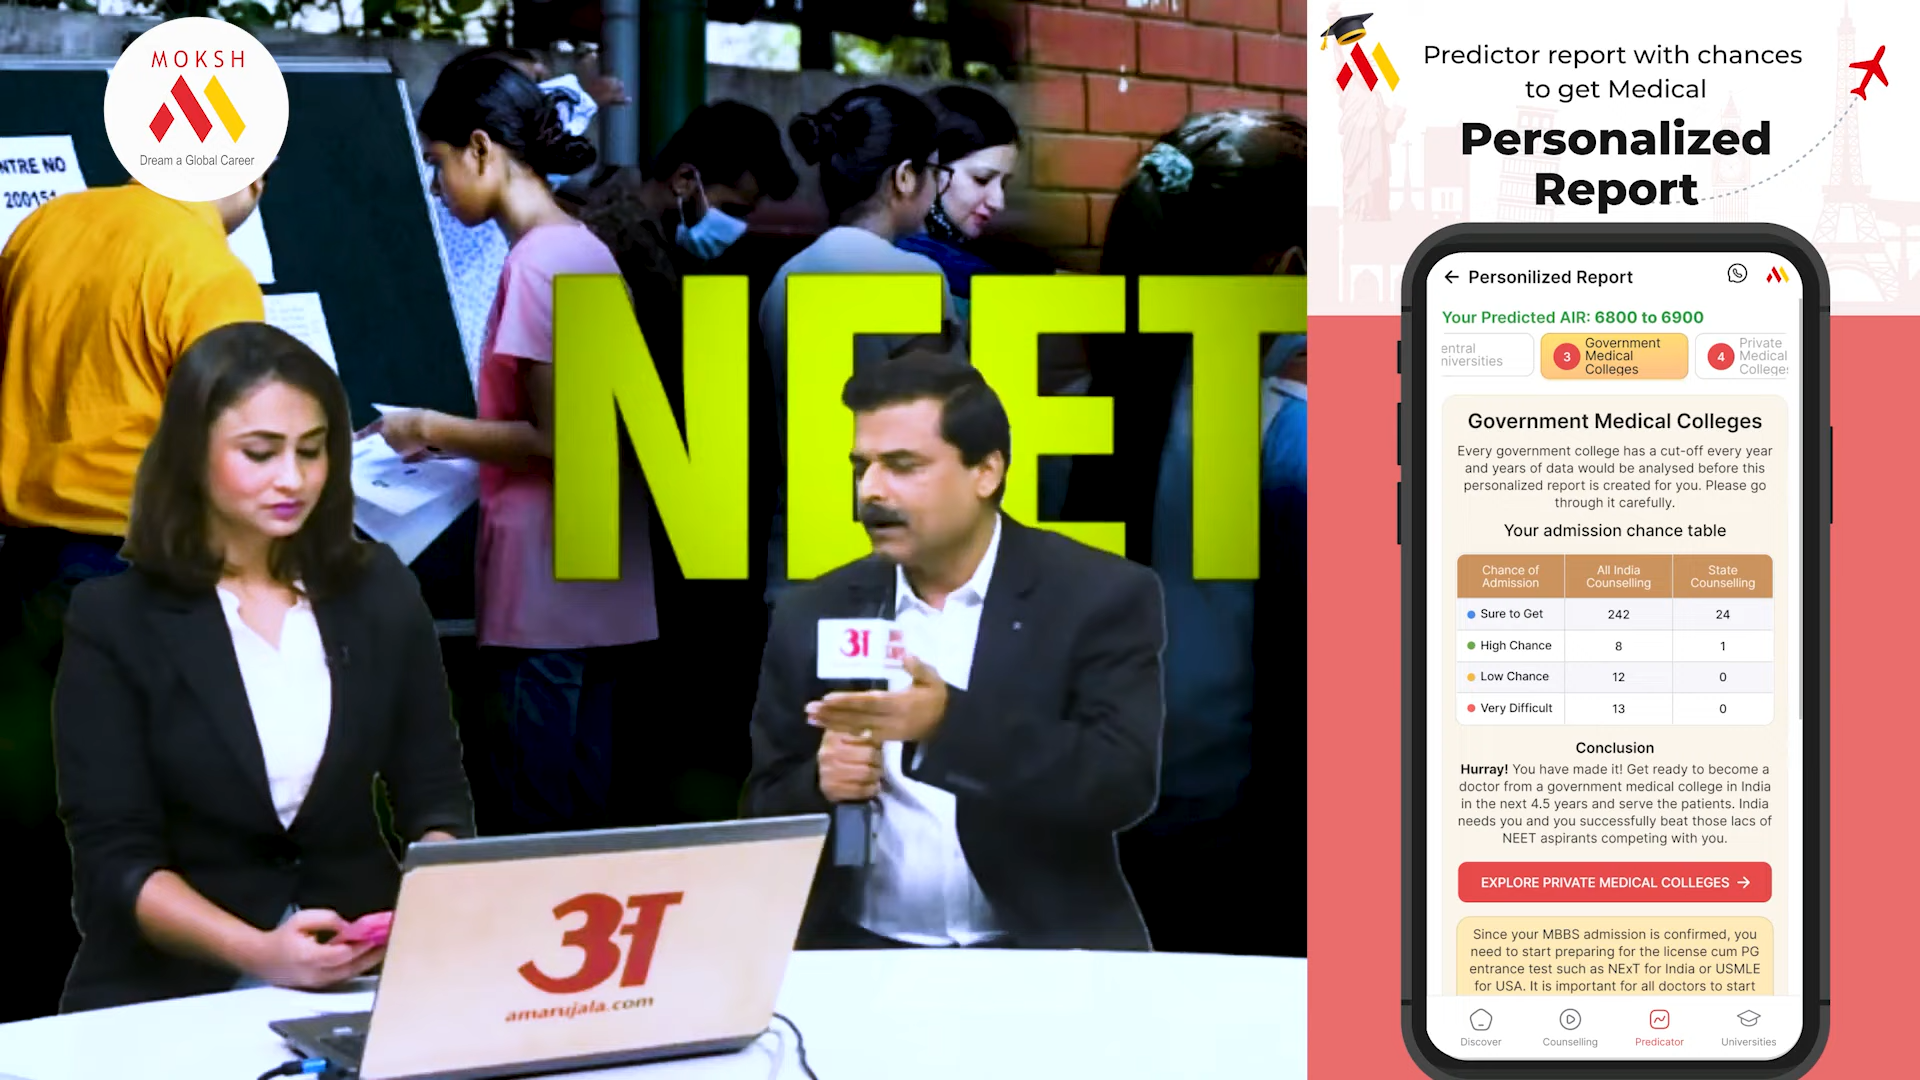 MOKSH
Dream a Global Career
NTRE NO
200151
NEET
अ
अ
amarujala.com
Predictor report with chances
to get Medical
Personalized
Report
Personilized Report
Your Predicted AIR: 6800 to 6900
entral
niversities
3
Government
Medical
Colleges
4
Private
Medical
Colleges
Government Medical Colleges
Every government college has a cut-off every year
and years of data would be analysed before this
personalized report is created for you. Please go
through it carefully.
Your admission chance table
Chance of Admission All India Counselling State Counselling
Sure to Get 242 24
High Chance 8 1
Low Chance 12 0
Very Difficult 13 0
Conclusion
Hurray! You have made it! Get ready to become a
doctor from a government medical college in India
in the next 4.5 years and serve the patients. India
needs you and you successfully beat those lacs of
NEET aspirants competing with you.
EXPLORE PRIVATE MEDICAL COLLEGES →
Since your MBBS admission is confirmed, you
need to start preparing for the license cum PG
entrance test such as NExT for India or USMLE
for USA. It is important for all doctors to start
Discover Counselling Predicator Universities